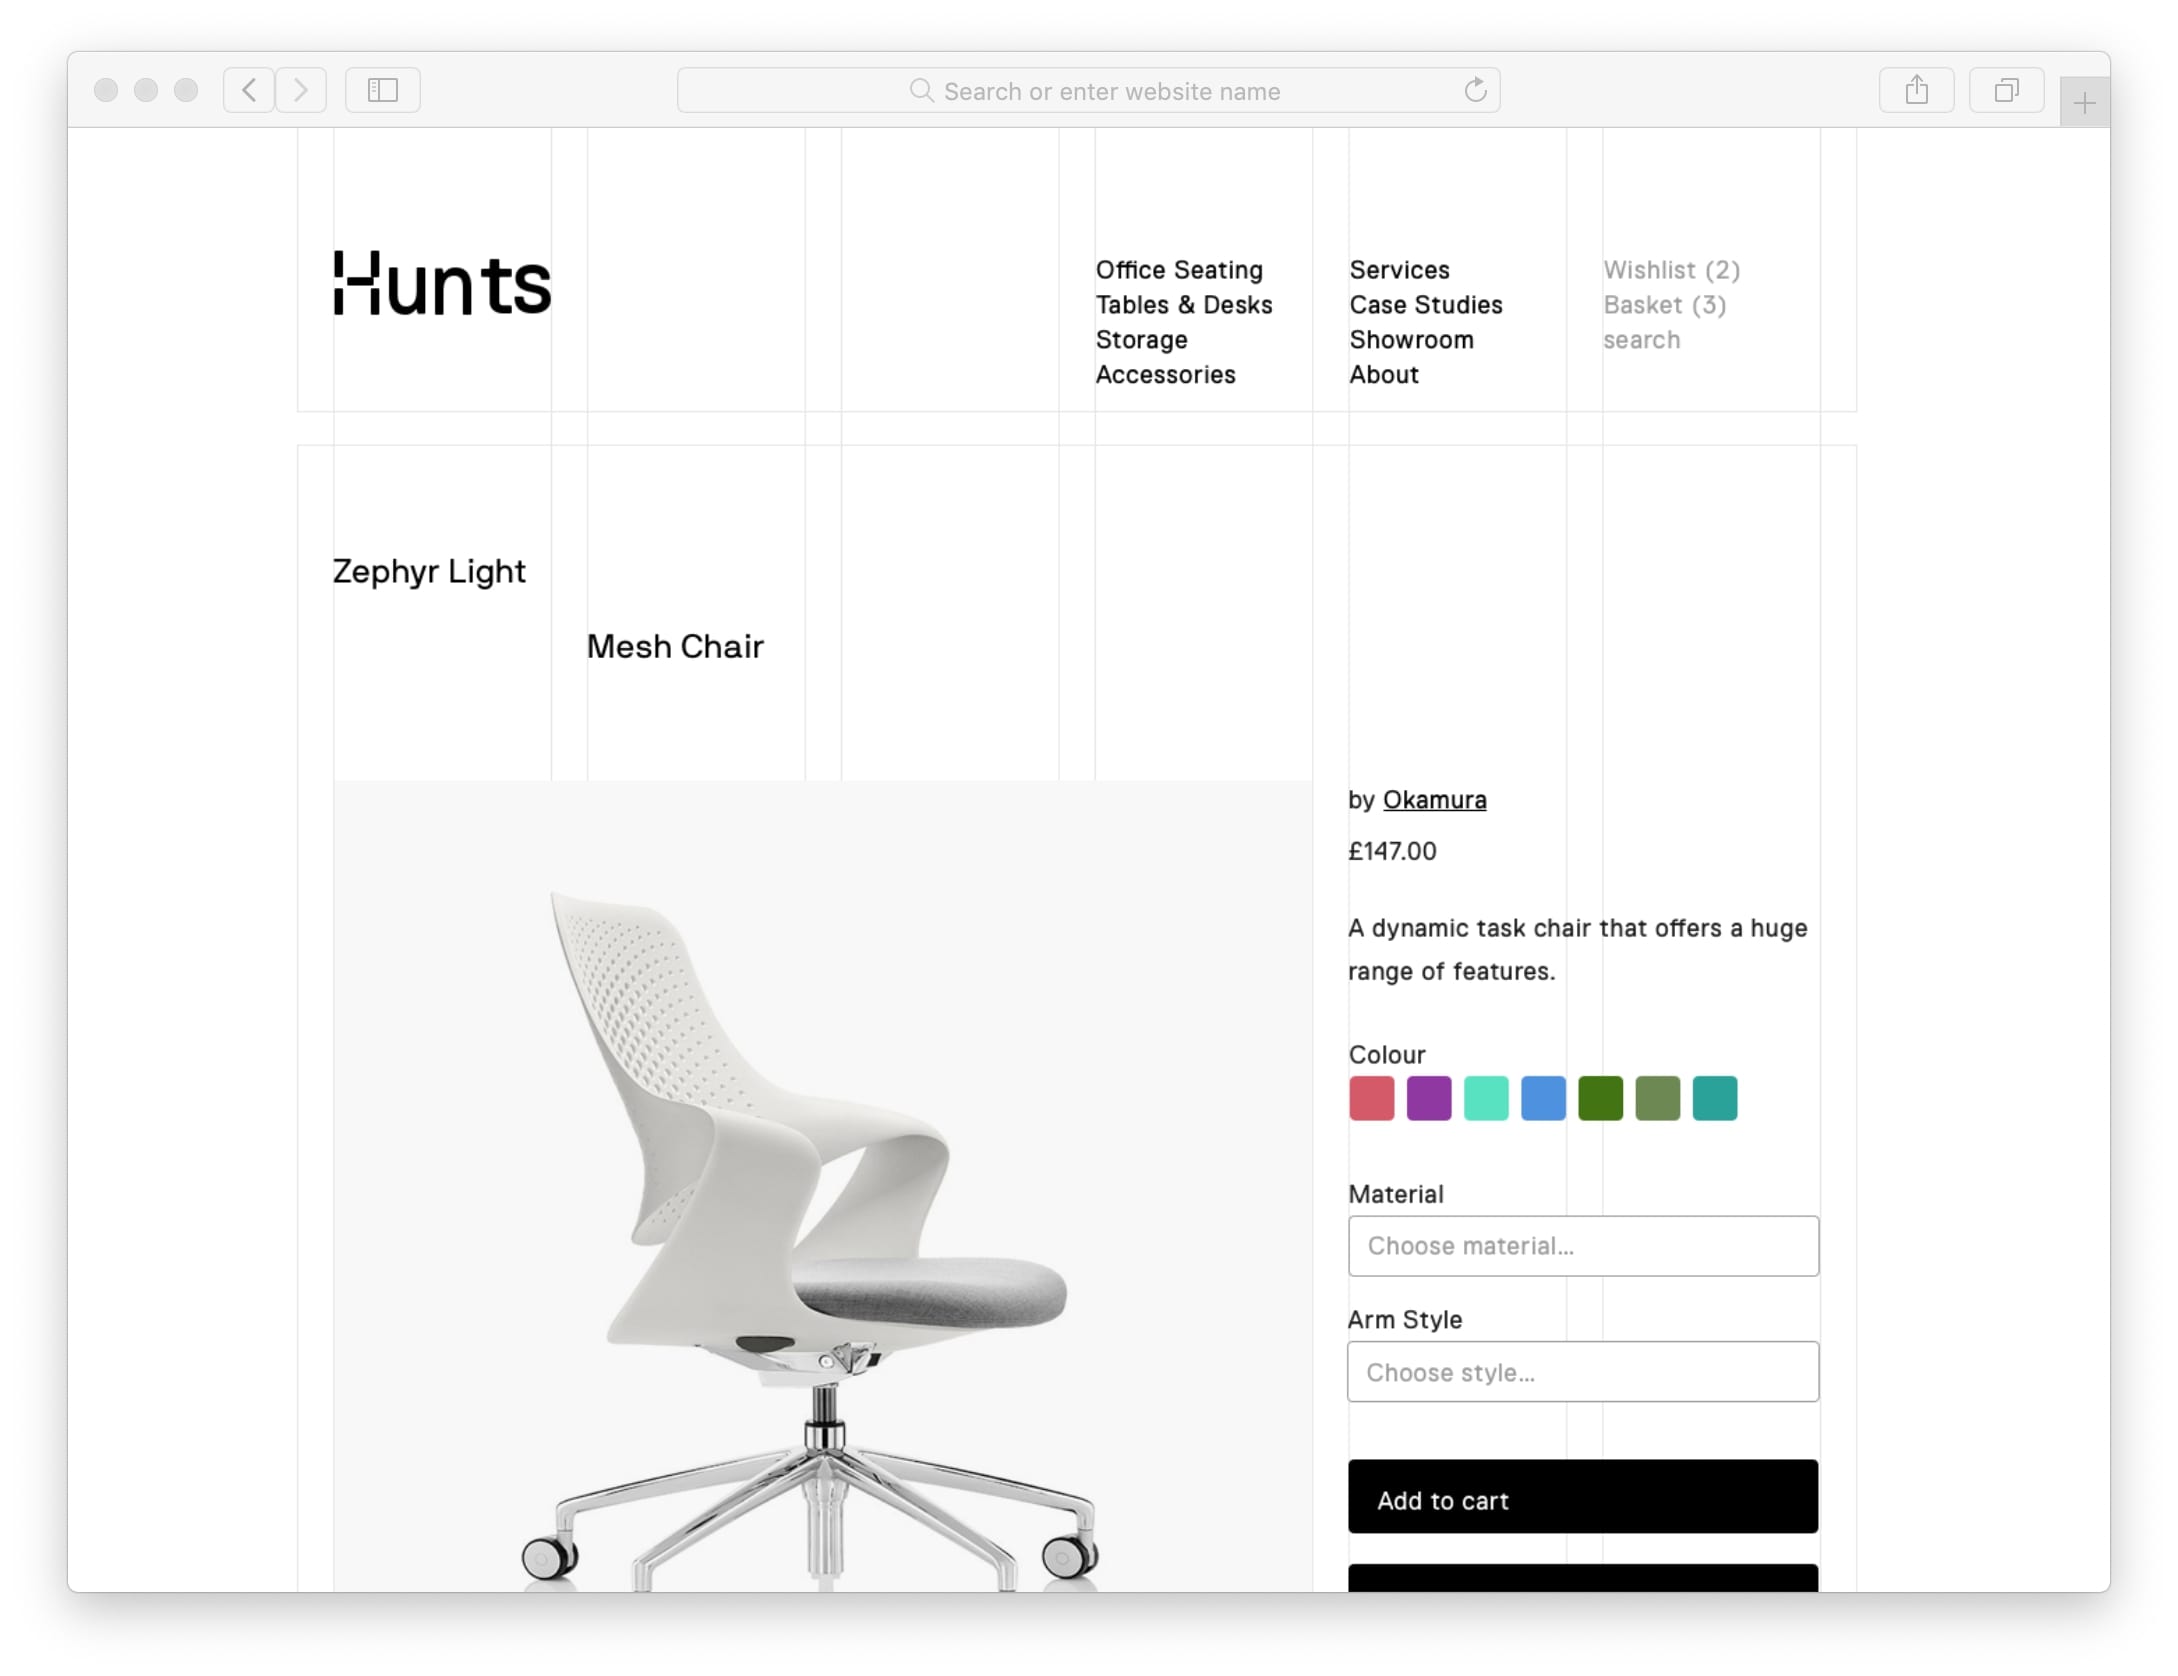 Search or enter website name
Hunts
Office Seating
Tables & Desks
Storage
Accessories
Services
Case Studies
Showroom
About
Wishlist (2)
Basket (3)
search
Zephyr Light
Mesh Chair
by Okamura
£147.00
A dynamic task chair that offers a huge
range of features.
Colour
Material
Choose material...
Arm Style
Choose style...
Add to cart